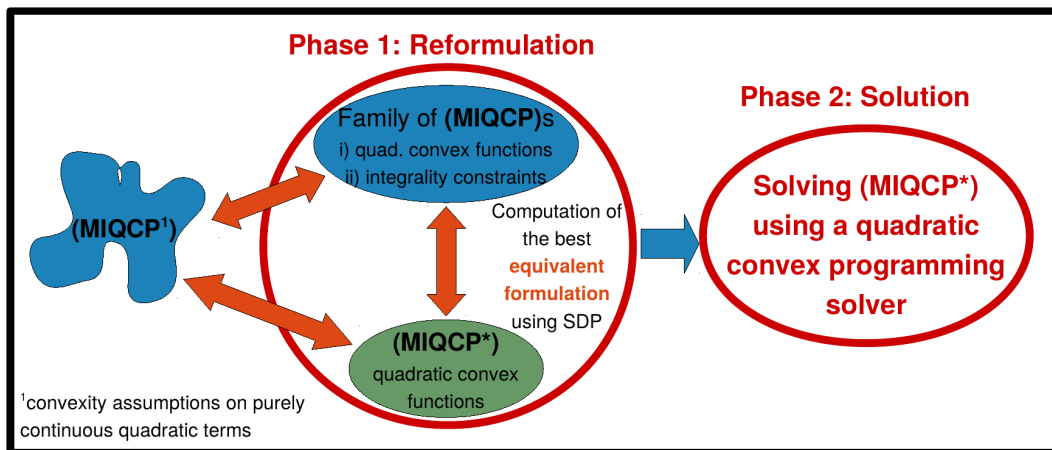 Phase 1: Reformulation
Family of (MIQCP)s
i) quad. convex functions
ii) integrality constraints
(MIQCP¹)
Computation of
the best
equivalent
formulation
using SDP
(MIQCP*)
quadratic convex
functions
¹convexity assumptions on purely
continuous quadratic terms
Phase 2: Solution
Solving (MIQCP*)
using a quadratic
convex programming
solver